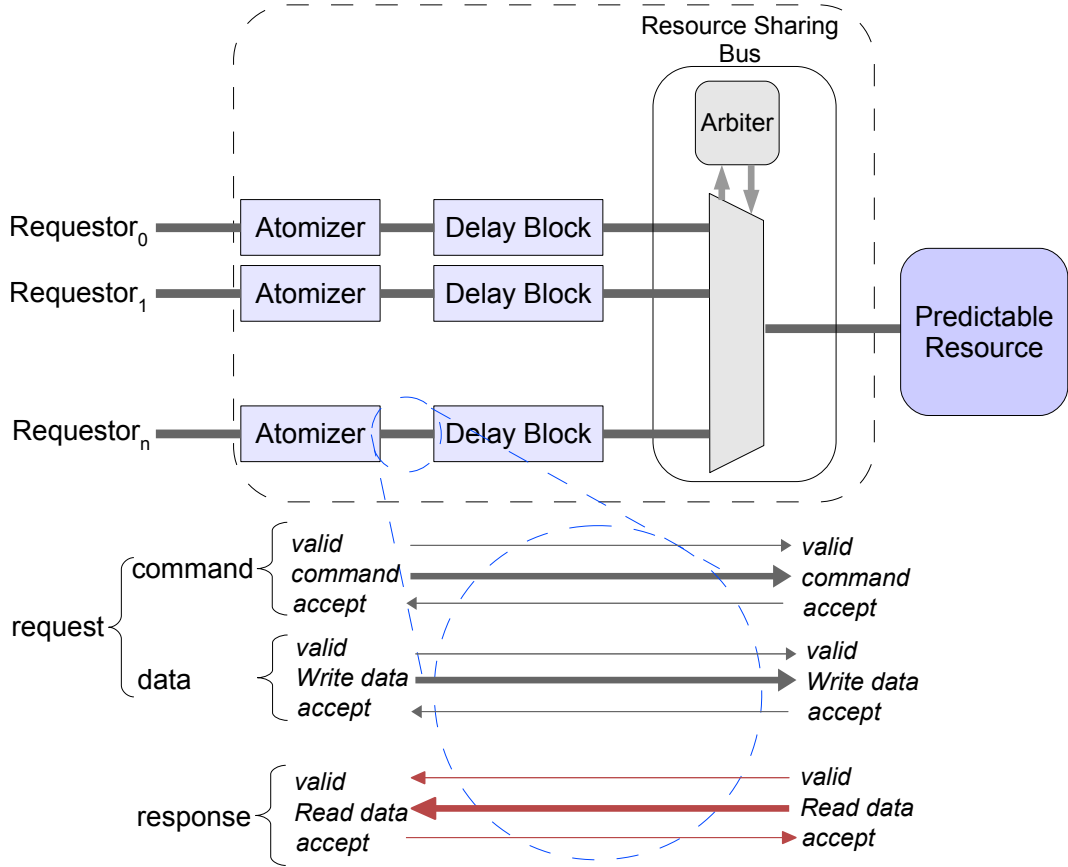 Resource Sharing
Bus
Arbiter
Requestor0 Atomizer Delay Block
Requestor1 Atomizer Delay Block
Predictable
Resource
Requestorn Atomizer Delay Block
request
command
valid valid
command command
accept accept
data
valid valid
Write data Write data
accept accept
response
valid valid
Read data Read data
accept accept